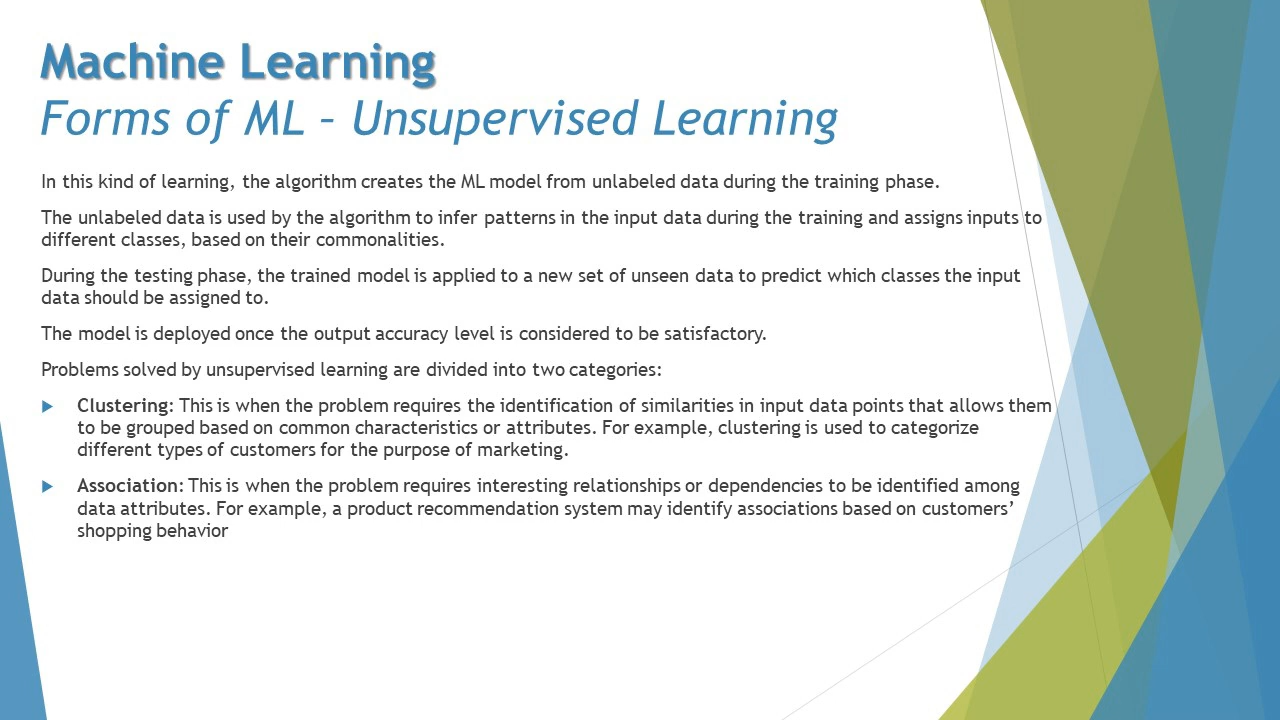 Machine Learning
Forms of ML – Unsupervised Learning
In this kind of learning, the algorithm creates the ML model from unlabeled data during the training phase.
The unlabeled data is used by the algorithm to infer patterns in the input data during the training and assigns inputs to
different classes, based on their commonalities.
During the testing phase, the trained model is applied to a new set of unseen data to predict which classes the input
data should be assigned to.
The model is deployed once the output accuracy level is considered to be satisfactory.
Problems solved by unsupervised learning are divided into two categories:
Clustering: This is when the problem requires the identification of similarities in input data points that allows them
to be grouped based on common characteristics or attributes. For example, clustering is used to categorize
different types of customers for the purpose of marketing.
Association: This is when the problem requires interesting relationships or dependencies to be identified among
data attributes. For example, a product recommendation system may identify associations based on customers’
shopping behavior